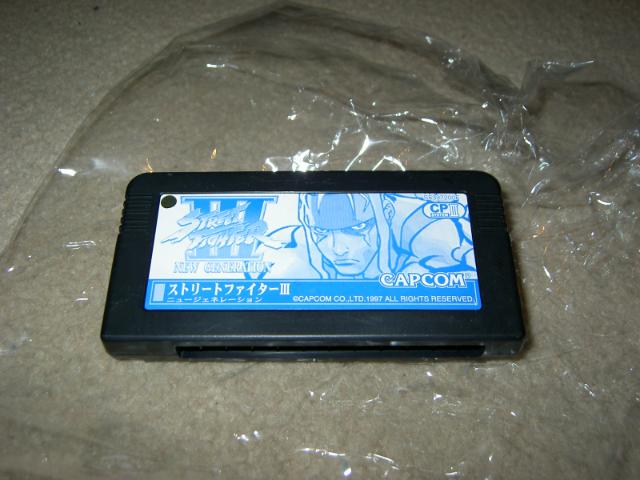 STREET FIGHTER III
NEW GENERATION
CP SYSTEM III
CAPCOM®
ストリートファイターIII
ニュージェネレーション
©CAPCOM CO.,LTD.1997 ALL RIGHTS RESERVED.